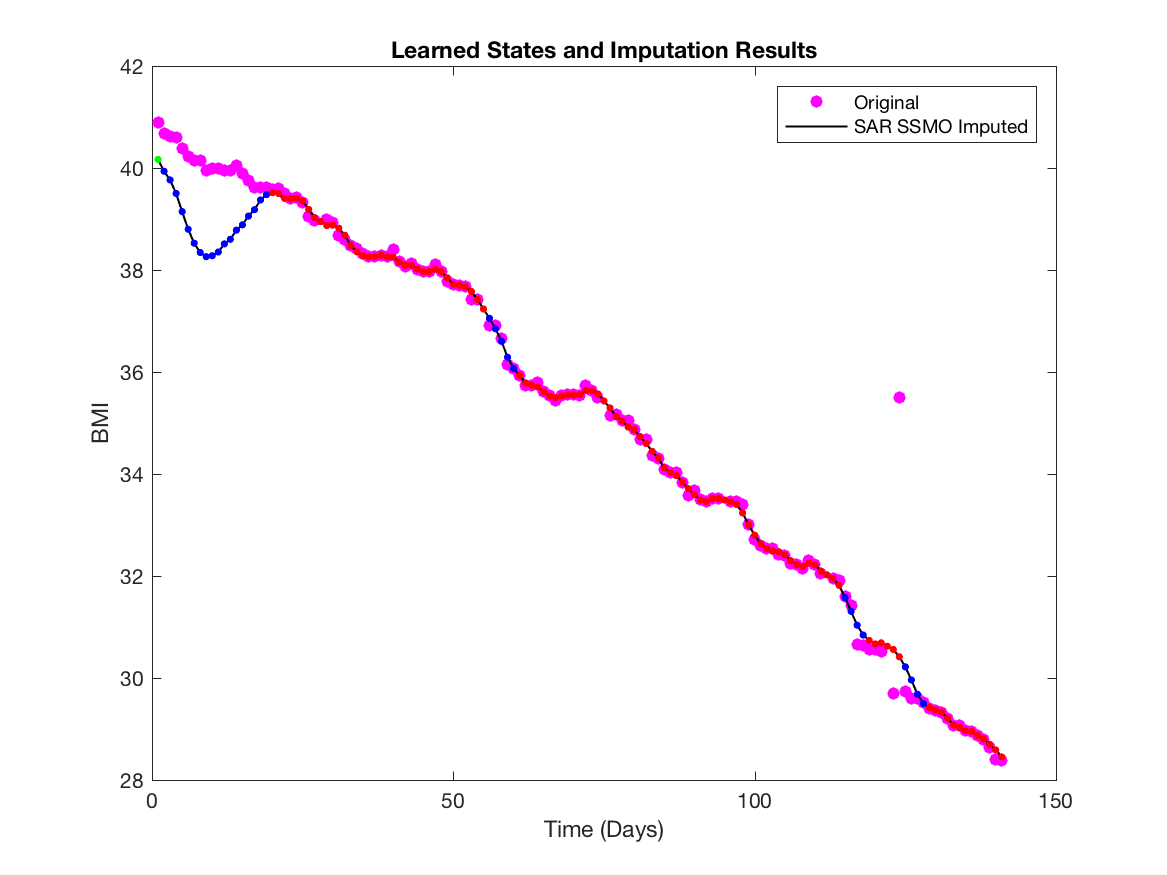 Learned States and Imputation Results
42
40
38
36
34
32
30
28
BMI
Original
SAR SSMO Imputed
0
50
100
150
Time (Days)